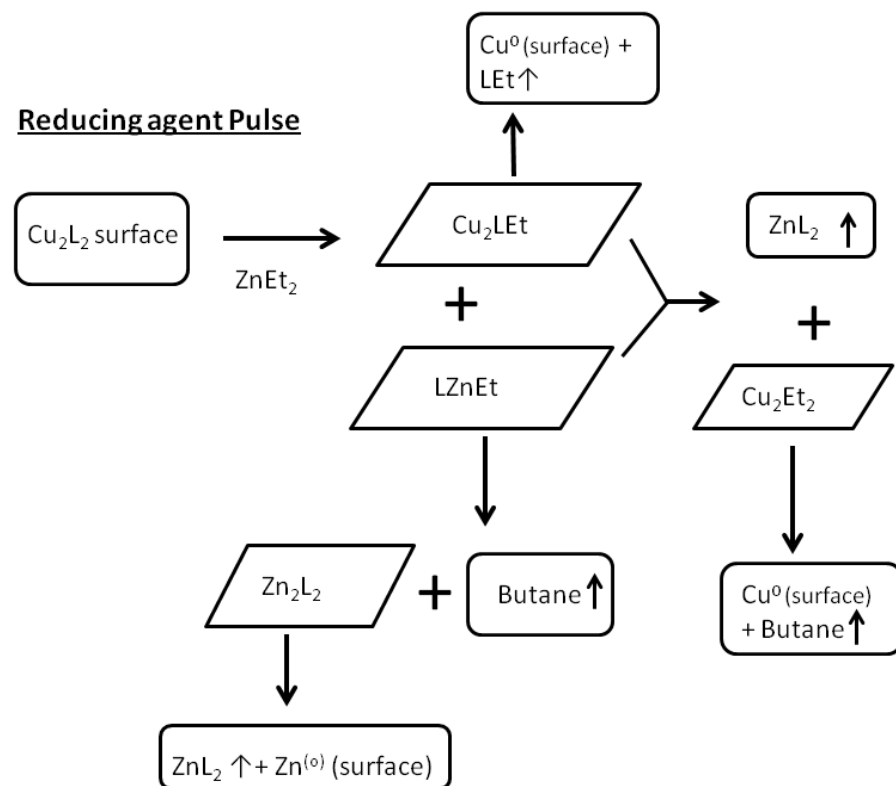 Cu⁰ (surface) +
LEt ↑
Reducing agent Pulse
Cu₂L₂ surface
ZnEt₂
Cu₂LEt
ZnL₂ ↑
+
+
LZnEt
Cu₂Et₂
Zn₂L₂
+
Butane ↑
Cu⁰ (surface)
+ Butane ↑
ZnL₂ ↑ + Zn⁽⁰⁾ (surface)